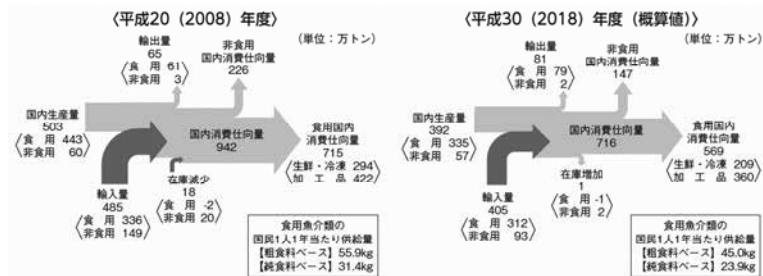 〈平成20（2008）年度〉
（単位：万トン）
輸出量
65
〈食　用 61
非食用 3〉
非食用
国内消費仕向量
226
国内生産量
503
〈食　用 443
非食用 60〉
国内消費仕向量
942
食用国内
消費仕向量
715
〈生鮮・冷凍 294
加 工 品 422〉
輸入量
485
〈食　用 336
非食用 149〉
在庫減少
18
〈食　用 -2
非食用 20〉
食用魚介類の
国民1人1年当たり供給量
【粗食料ベース】55.9kg
【純食料ベース】31.4kg
〈平成30（2018）年度（概算値）〉
（単位：万トン）
輸出量
81
〈食　用 79
非食用 2〉
非食用
国内消費仕向量
147
国内生産量
392
〈食　用 335
非食用 57〉
国内消費仕向量
716
食用国内
消費仕向量
569
〈生鮮・冷凍 209
加 工 品 360〉
輸入量
405
〈食　用 312
非食用 93〉
在庫増加
1
〈食　用 -1
非食用 2〉
食用魚介類の
国民1人1年当たり供給量
【粗食料ベース】45.0kg
【純食料ベース】23.9kg